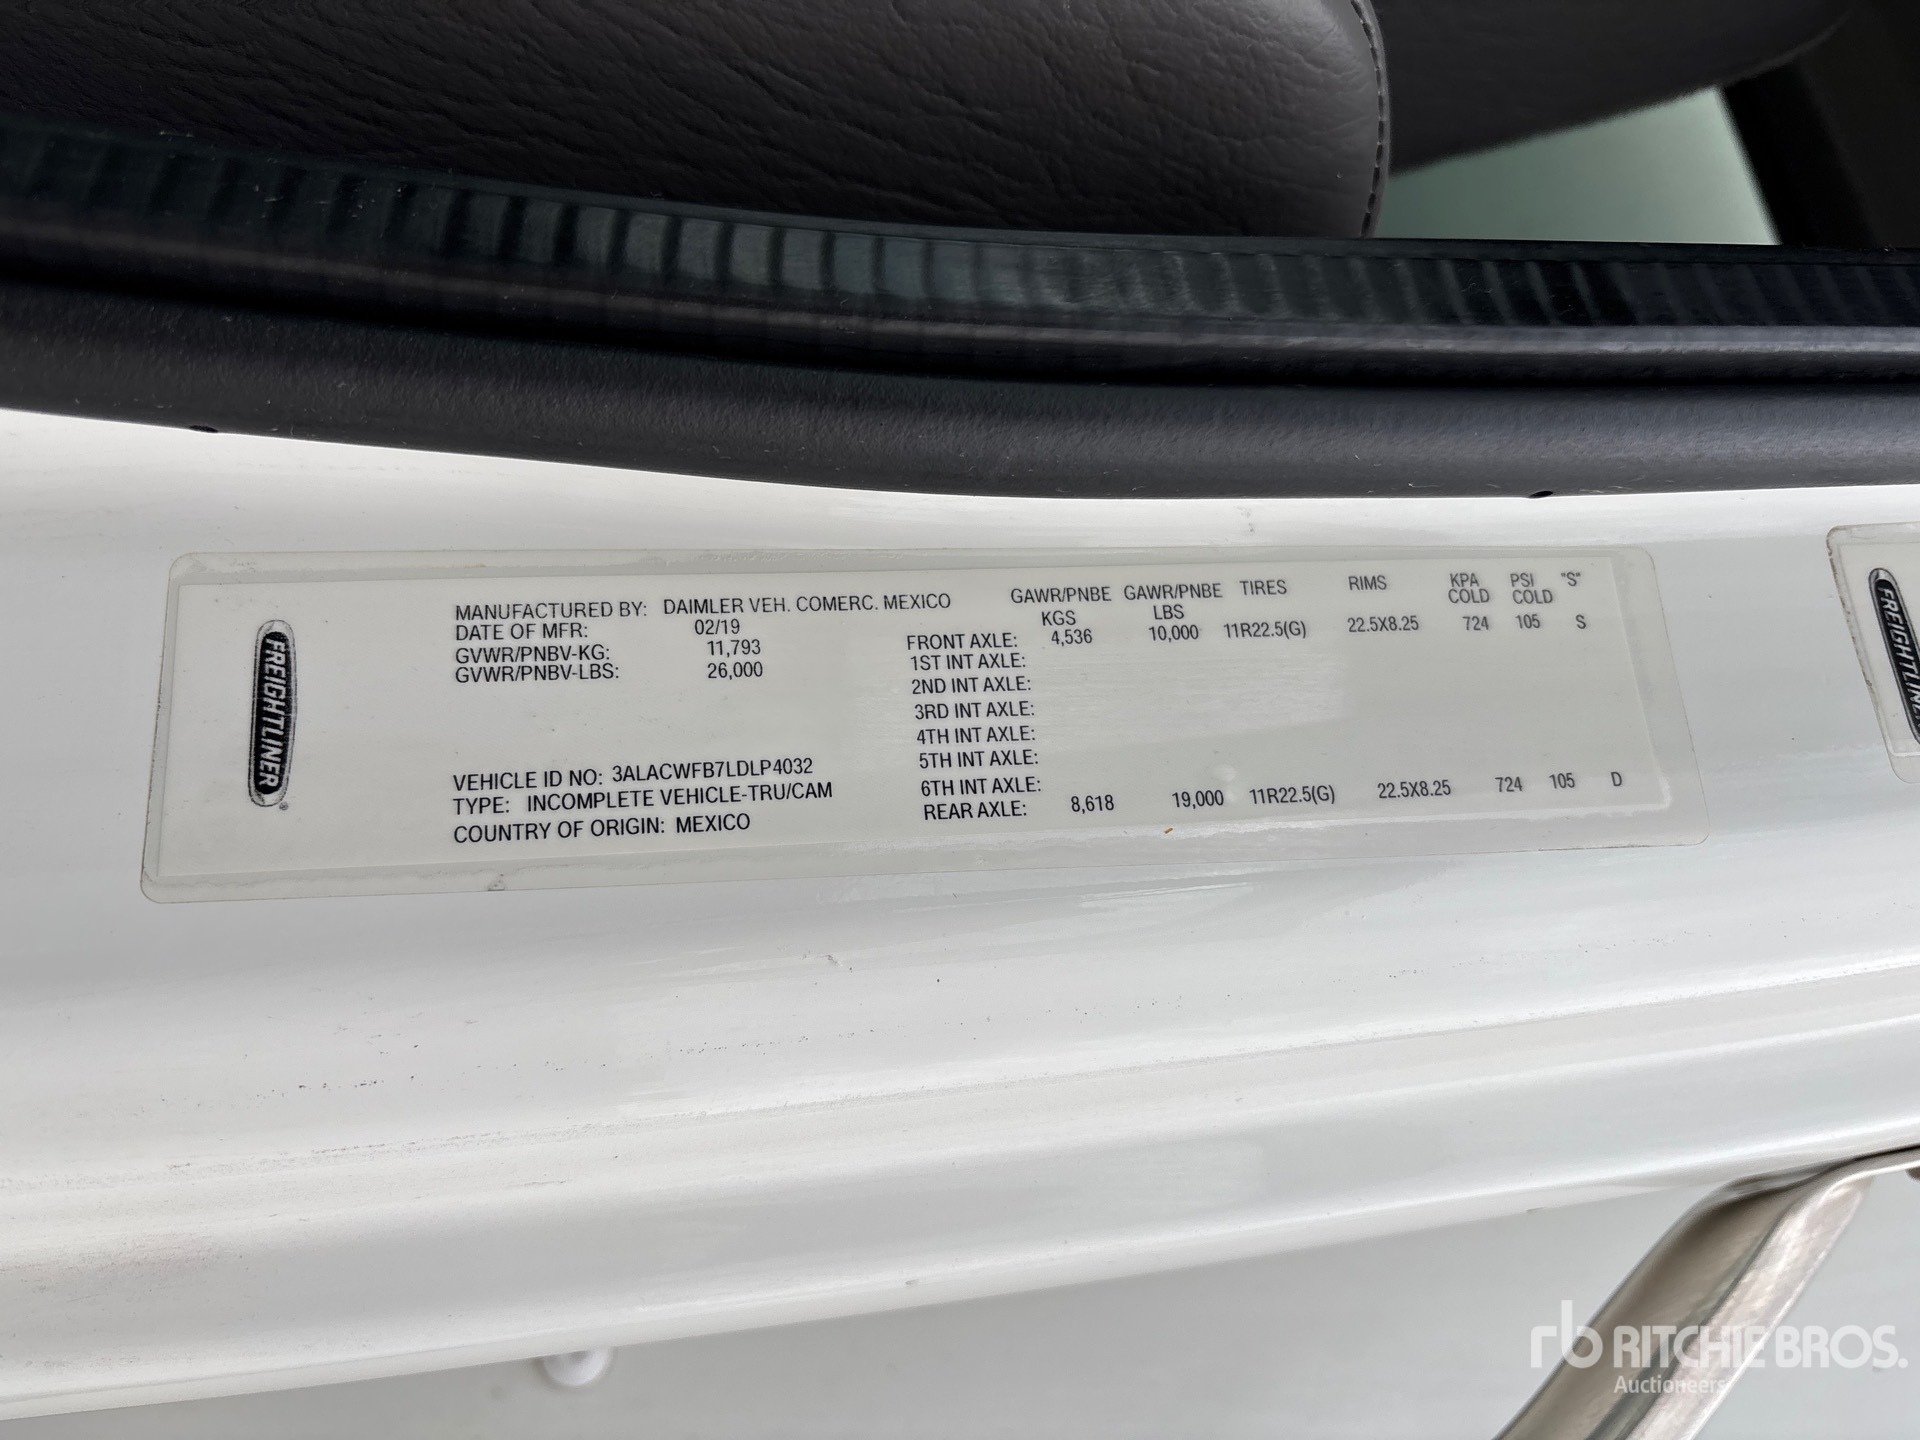 FREIGHTLINER
MANUFACTURED BY: DAIMLER VEH. COMERC. MEXICO
DATE OF MFR: 02/19
GVWR/PNBV-KG: 11,793
GVWR/PNBV-LBS: 26,000
VEHICLE ID NO: 3ALACWFB7LDLP4032
TYPE: INCOMPLETE VEHICLE-TRU/CAM
COUNTRY OF ORIGIN: MEXICO
GAWR/PNBE GAWR/PNBE TIRES RIMS KPA PSI "S"
KGS LBS COLD COLD
FRONT AXLE: 4,536 10,000 11R22.5(G) 22.5X8.25 724 105 S
1ST INT AXLE:
2ND INT AXLE:
3RD INT AXLE:
4TH INT AXLE:
5TH INT AXLE:
6TH INT AXLE:
REAR AXLE: 8,618 19,000 11R22.5(G) 22.5X8.25 724 105 D
FREIGHTLINER
rb RITCHIE BROS.
Auctioneers